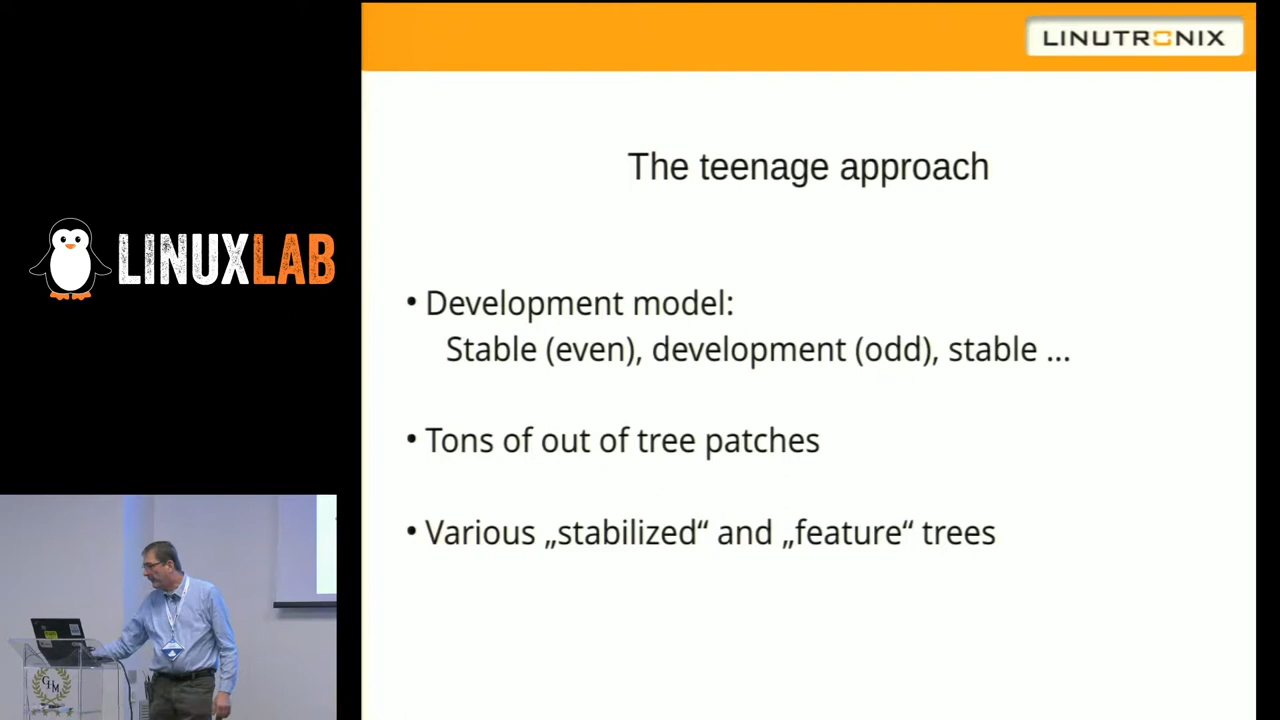 LINUTRONIX
The teenage approach
• Development model:
Stable (even), development (odd), stable ...
• Tons of out of tree patches
• Various „stabilized“ and „feature“ trees
LINUXLAB
GHM